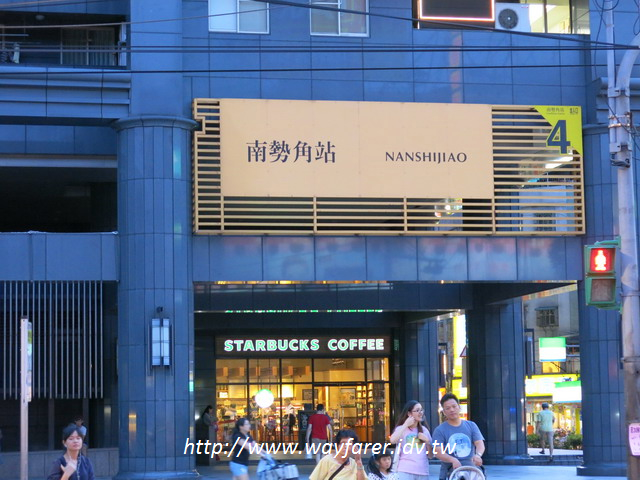 南勢角站 NANSHIJIAO
4
STARBUCKS COFFEE
http://www.wayfarer.idv.tw